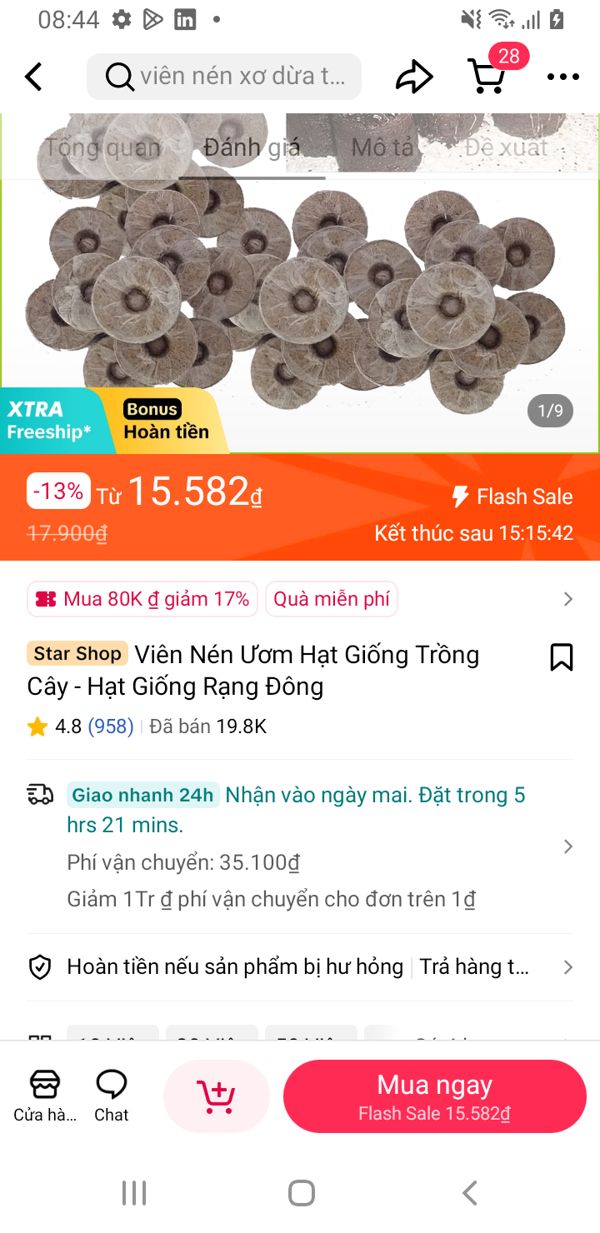 08:44
viên nén xơ dừa t...
28
Tổng quan Đánh giá Mô tả Đề xuất
XTRA
Freeship*
Bonus
Hoàn tiền
1/9
-13% Từ 15.582₫
Flash Sale
17.900₫
Kết thúc sau 15:15:42
Mua 80K ₫ giảm 17% Quà miễn phí
Star Shop Viên Nén Ươm Hạt Giống Trồng
Cây - Hạt Giống Rạng Đông
4.8 (958) Đã bán 19.8K
Giao nhanh 24h Nhận vào ngày mai. Đặt trong 5
hrs 21 mins.
Phí vận chuyển: 35.100₫
Giảm 1Tr ₫ phí vận chuyển cho đơn trên 1₫
Hoàn tiền nếu sản phẩm bị hư hỏng Trả hàng t...
Cửa hà...
Chat
Mua ngay
Flash Sale 15.582₫